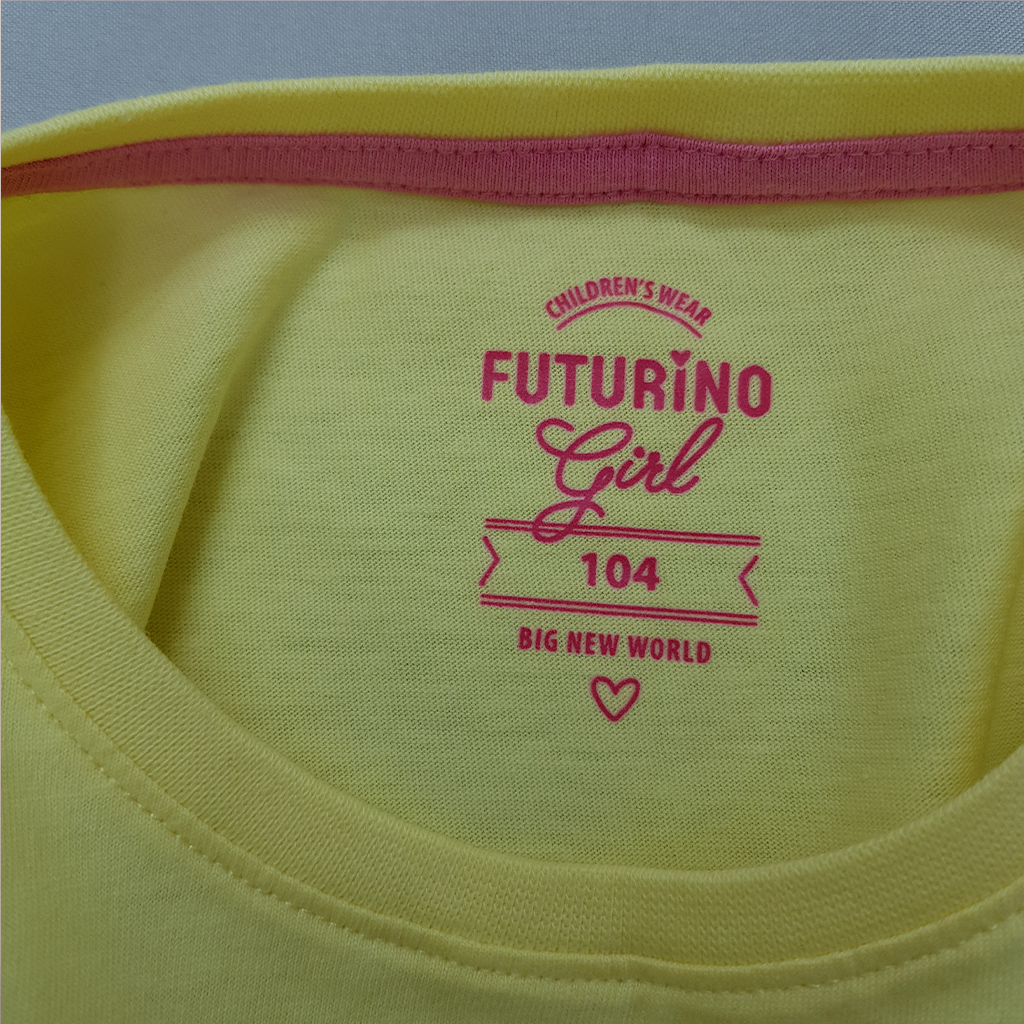 CHILDREN'S WEAR
FUTURINO
Girl
104
BIG NEW WORLD